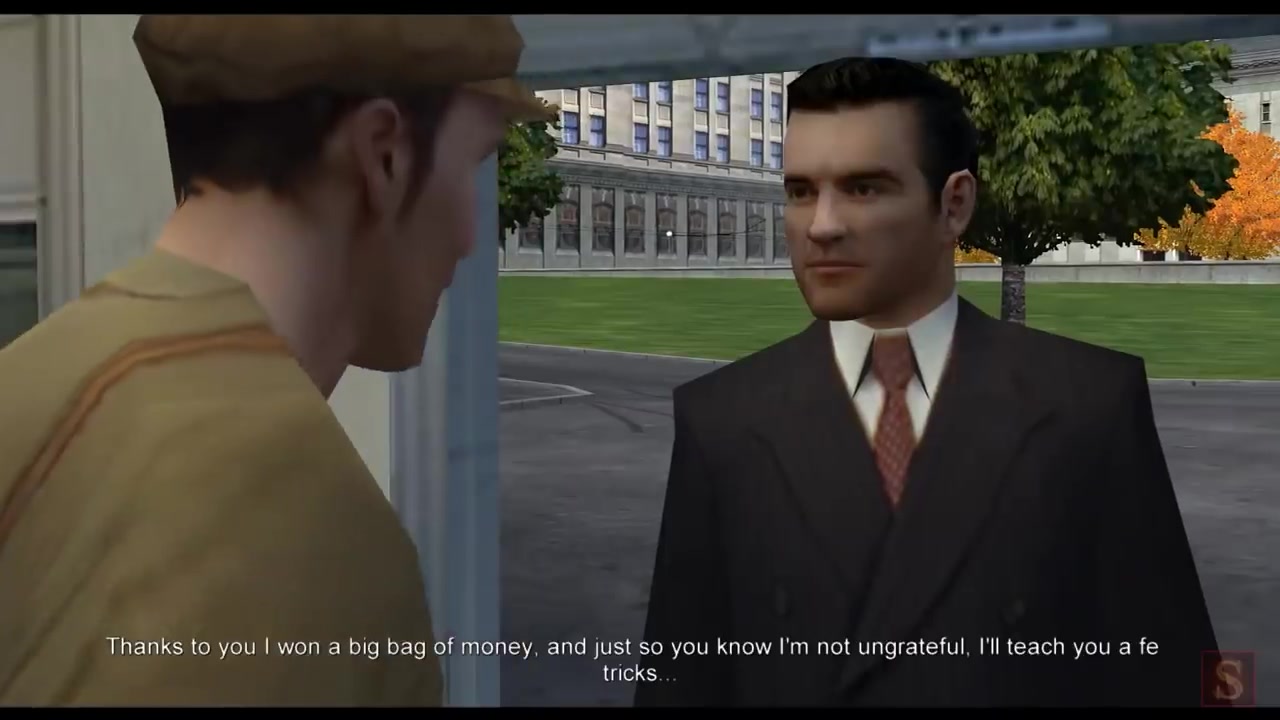 Thanks to you I won a big bag of money, and just so you know I'm not ungrateful, I'll teach you a fe
tricks...
S